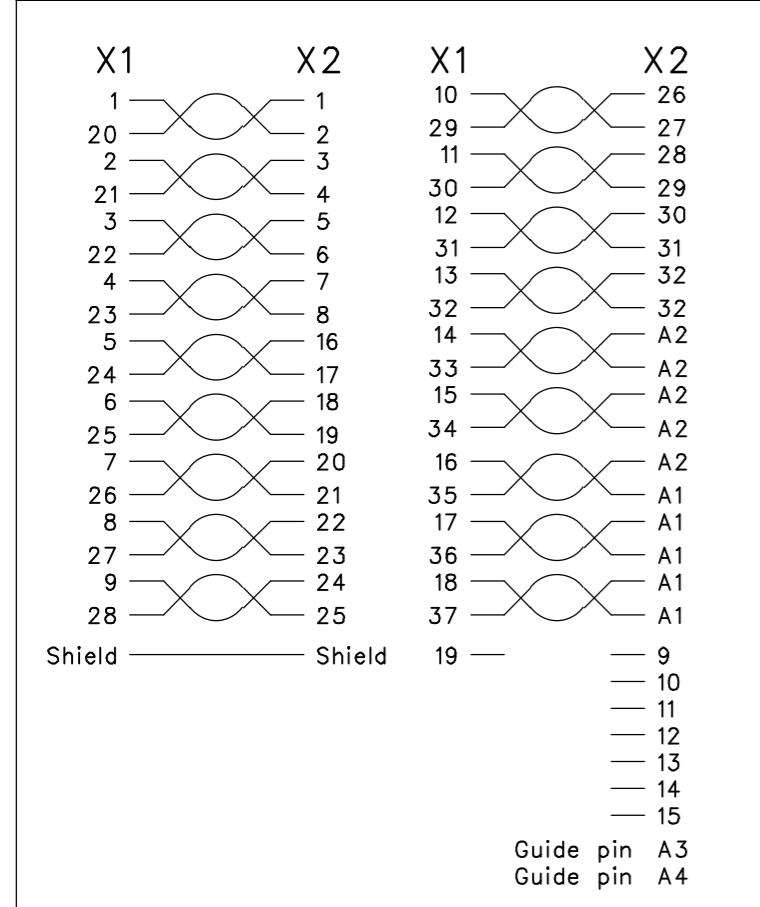 X1 X2 X1 X2
1 1 10 26
20 2 29 27
2 3 11 28
21 4 30 29
3 5 12 30
22 6 31 31
4 7 13 32
23 8 32 32
5 16 14 A2
24 17 33 A2
6 18 15 A2
25 19 34 A2
7 20 16 A2
26 21 35 A1
8 22 17 A1
27 23 36 A1
9 24 18 A1
28 25 37 A1
Shield Shield 19 9
10
11
12
13
14
15
Guide pin A3
Guide pin A4